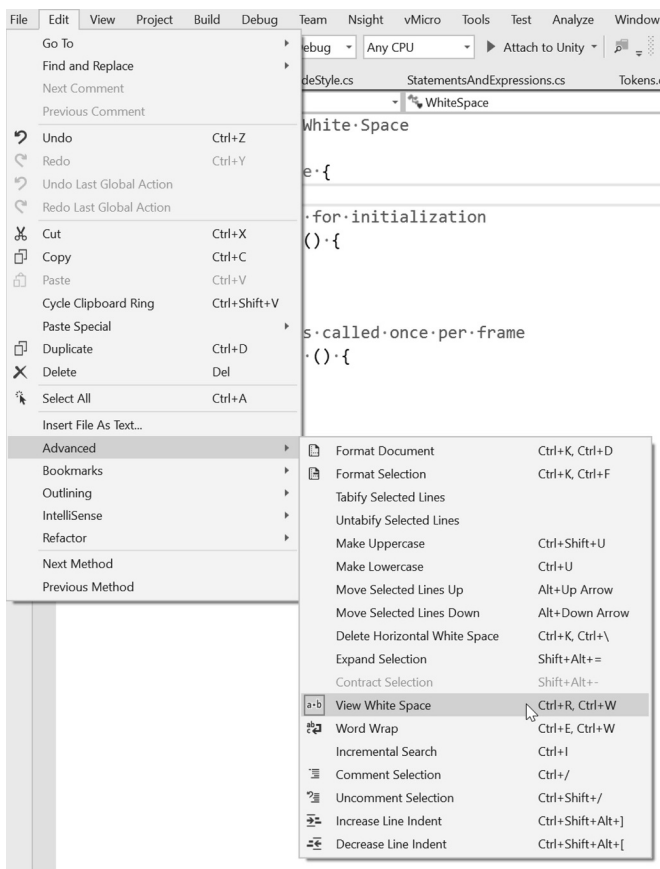 File Edit View Project Build Debug Team Nsight vMicro Tools Test Analyze Window
ebug Any CPU Attach to Unity
deStyle.cs StatementsAndExpressions.cs Tokens.
WhiteSpace
White·Space
e·{
·for·initialization
()·{
s·called·once·per·frame
·()·{
Go To
Find and Replace
Next Comment
Previous Comment
Undo Ctrl+Z
Redo Ctrl+Y
Undo Last Global Action
Redo Last Global Action
Cut Ctrl+X
Copy Ctrl+C
Paste Ctrl+V
Cycle Clipboard Ring Ctrl+Shift+V
Paste Special
Duplicate Ctrl+D
Delete Del
Select All Ctrl+A
Insert File As Text...
Advanced
Bookmarks
Outlining
IntelliSense
Refactor
Next Method
Previous Method
Format Document Ctrl+K, Ctrl+D
Format Selection Ctrl+K, Ctrl+F
Tabify Selected Lines
Untabify Selected Lines
Make Uppercase Ctrl+Shift+U
Make Lowercase Ctrl+U
Move Selected Lines Up Alt+Up Arrow
Move Selected Lines Down Alt+Down Arrow
Delete Horizontal White Space Ctrl+K, Ctrl+\
Expand Selection Shift+Alt+=
Contract Selection Shift+Alt+-
a·b View White Space Ctrl+R, Ctrl+W
Word Wrap Ctrl+E, Ctrl+W
Incremental Search Ctrl+I
Comment Selection Ctrl+/
Uncomment Selection Ctrl+Shift+/
Increase Line Indent Ctrl+Shift+Alt+]
Decrease Line Indent Ctrl+Shift+Alt+[